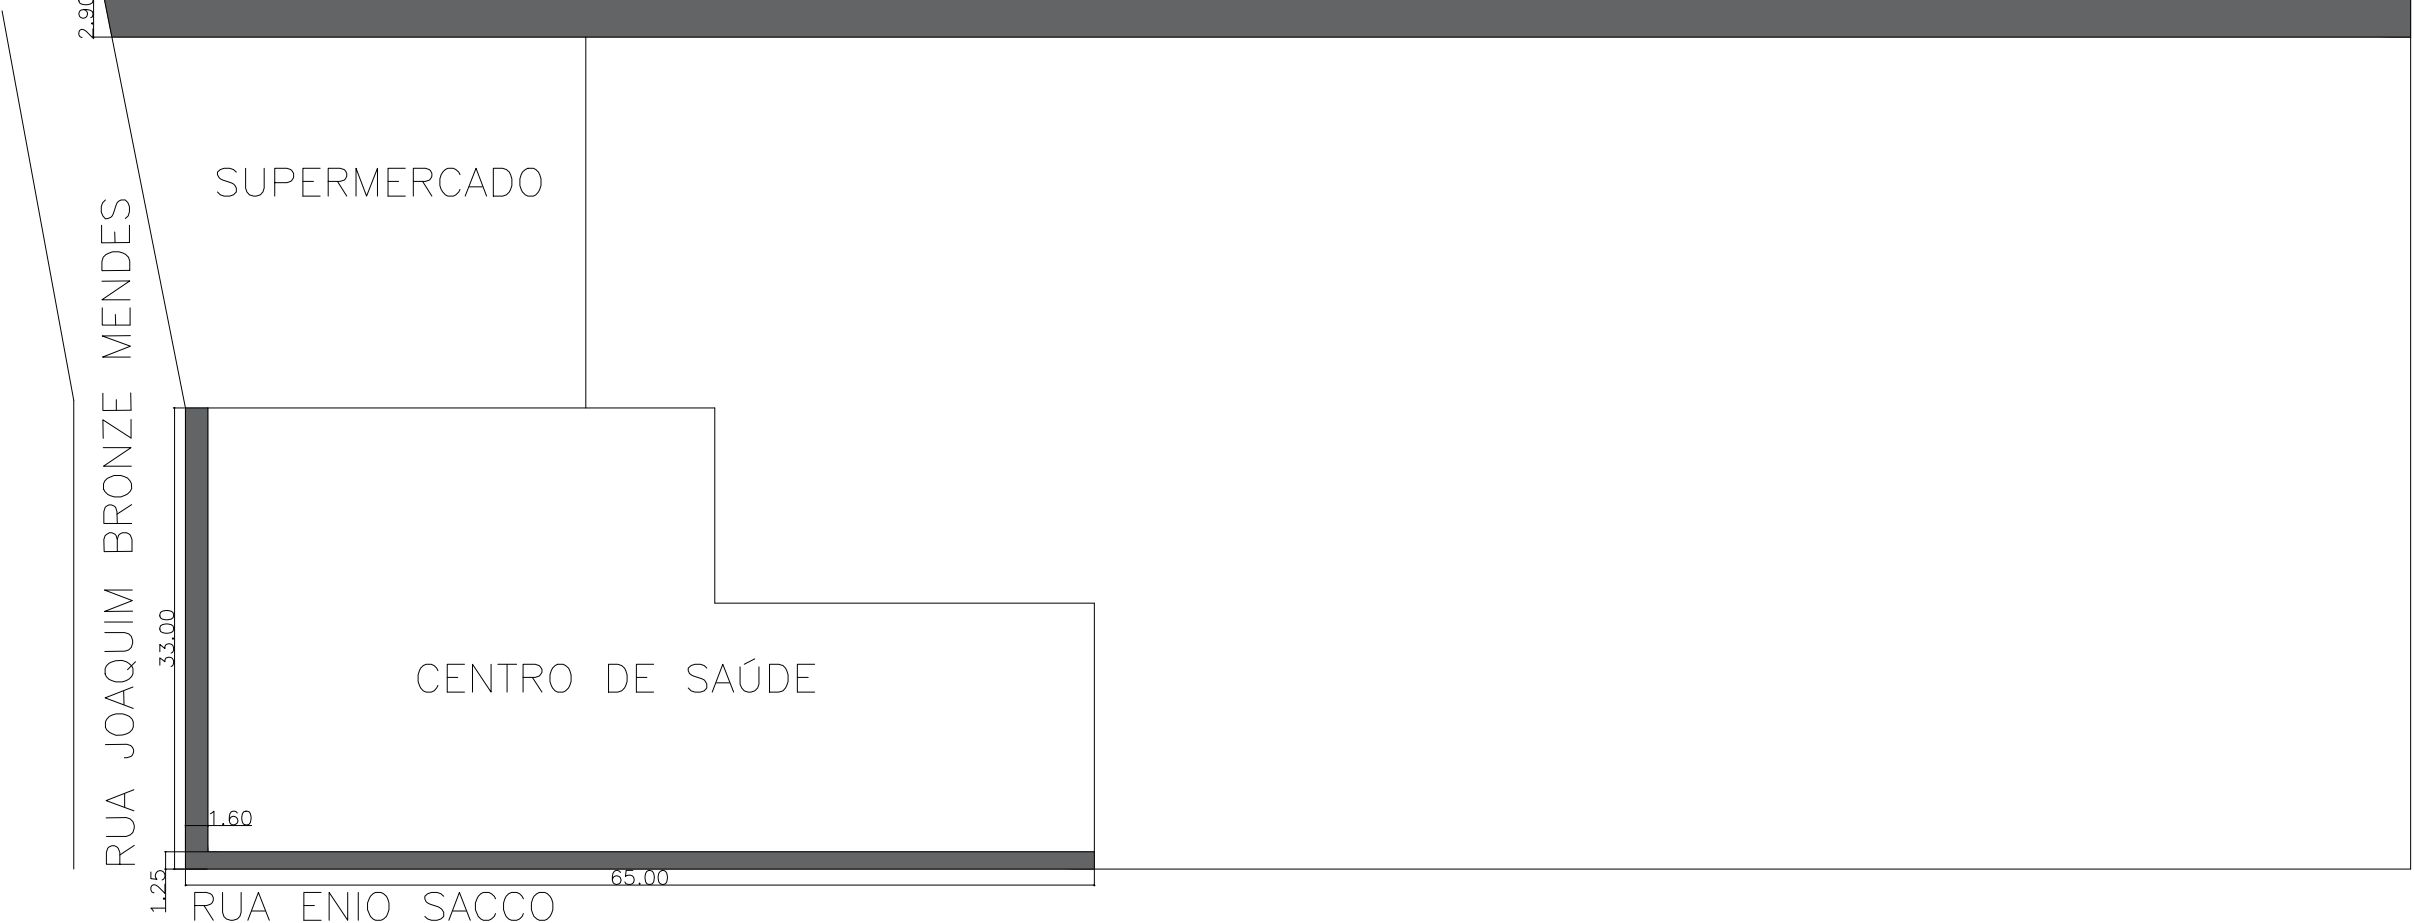 2.90
SUPERMERCADO
RUA JOAQUIM BRONZE MENDES
33.00
CENTRO DE SAÚDE
1.60
1.25
65.00
RUA ENIO SACCO